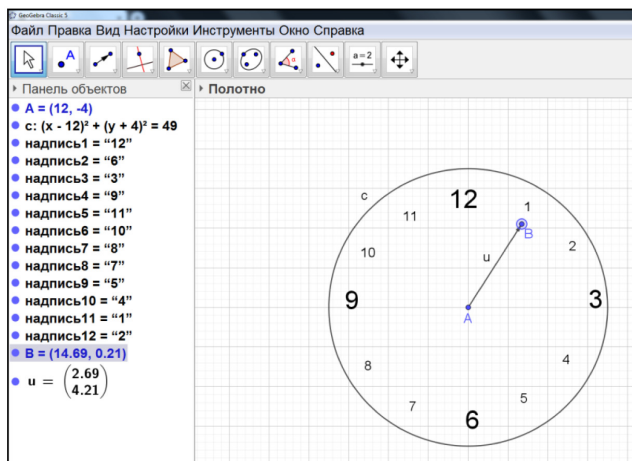 GeoGebra Classic 5
Файл Правка Вид Настройки Инструменты Окно Справка
A
a = 2
Панель объектов
Полотно
A = (12, -4)
c: (x - 12)² + (y + 4)² = 49
надпись1 = “12”
надпись2 = “6”
надпись3 = “3”
надпись4 = “9”
надпись5 = “11”
надпись6 = “10”
надпись7 = “8”
надпись8 = “7”
надпись9 = “5”
надпись10 = “4”
надпись11 = “1”
надпись12 = “2”
B = (14.69, 0.21)
u = (2.69
4.21)
c
12
1
11
B
2
10
u
9
3
A
8
4
7
5
6